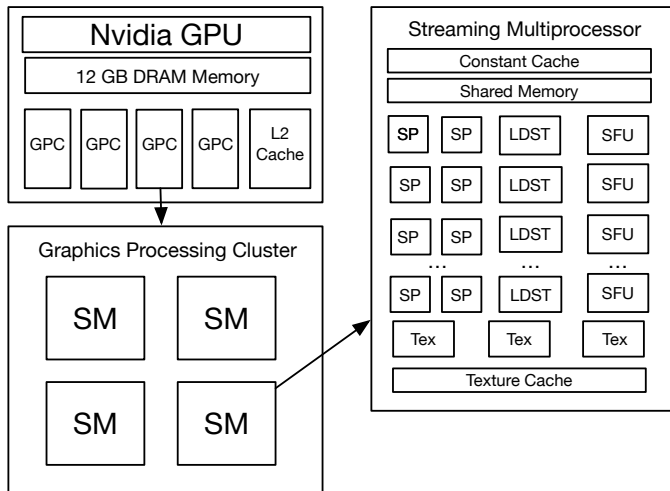 Nvidia GPU
12 GB DRAM Memory
GPC GPC GPC GPC L2
Cache
Graphics Processing Cluster
SM SM
SM SM
Streaming Multiprocessor
Constant Cache
Shared Memory
SP SP LDST SFU
SP SP LDST SFU
SP SP LDST SFU
... ... ...
SP SP LDST SFU
Tex Tex Tex
Texture Cache